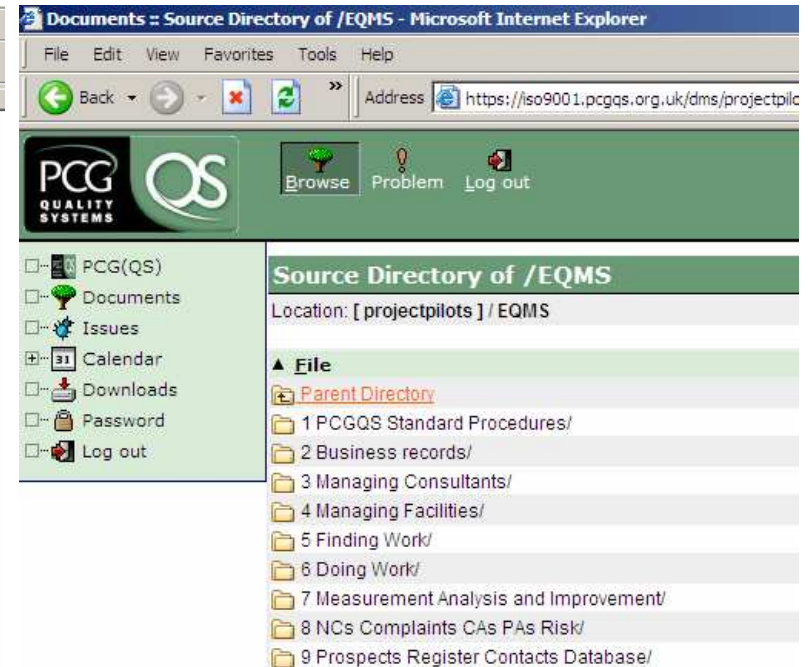 Documents :: Source Directory of /EQMS - Microsoft Internet Explorer
File Edit View Favorites Tools Help
Back » Address https://iso9001.pcgqs.org.uk/dms/projectpilo
PCG QS
QUALITY
SYSTEMS
Browse Problem Log out
PCG(QS)
Documents
Issues
31 Calendar
Downloads
Password
Log out
Source Directory of /EQMS
Location: [ projectpilots ] / EQMS
▲ File
Parent Directory
1 PCGQS Standard Procedures/
2 Business records/
3 Managing Consultants/
4 Managing Facilities/
5 Finding Work/
6 Doing Work/
7 Measurement Analysis and Improvement/
8 NCs Complaints CAs PAs Risk/
9 Prospects Register Contacts Database/